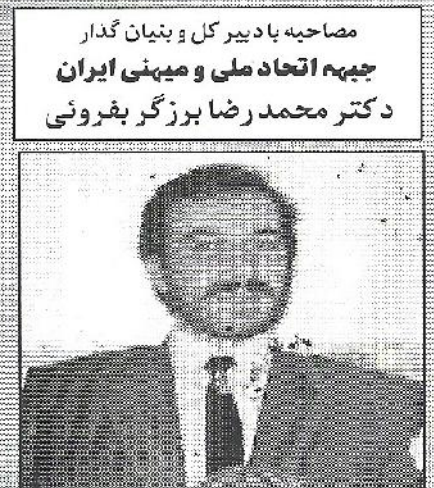 مصاحبه با دبیر کل و بنیان گذار
جبهه اتحاد ملی و میهنی ایران
دکتر محمد رضا برزگر بفروئی